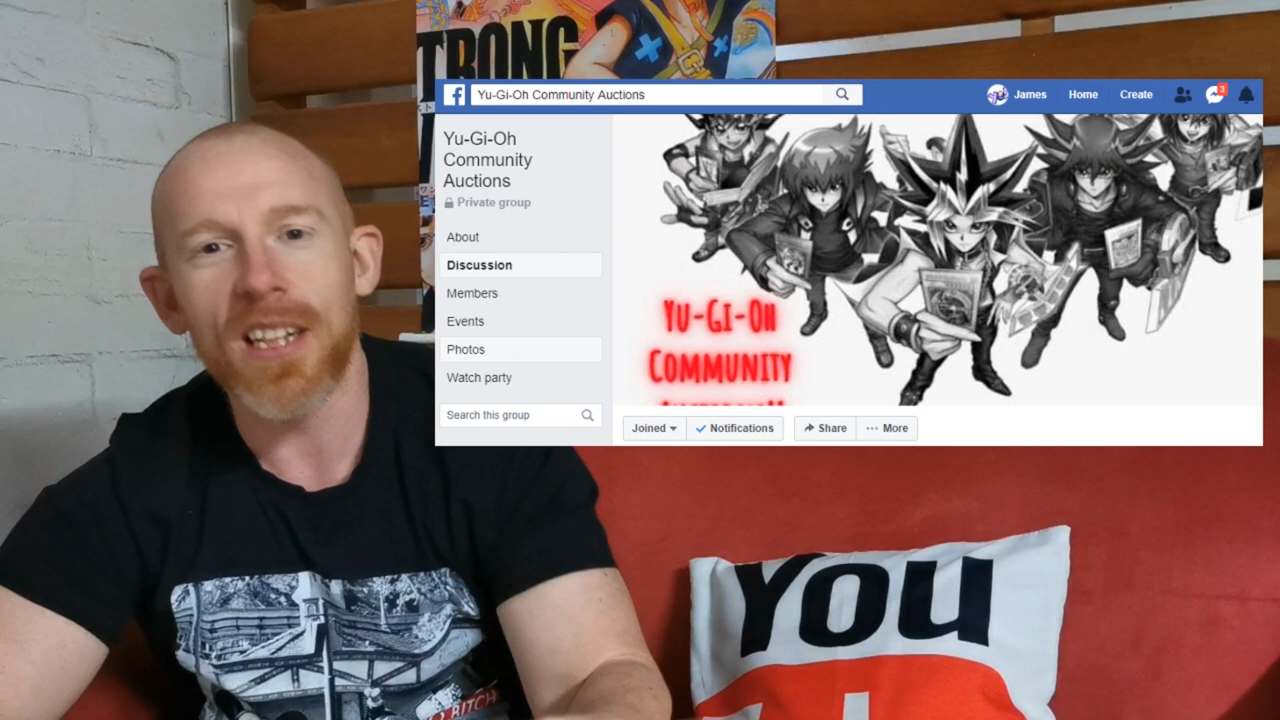 TRONG
Yu-Gi-Oh Community Auctions
James
Home
Create
3
Yu-Gi-Oh
Community
Auctions
Private group
About
Discussion
Members
Events
Photos
Watch party
Search this group
Yu-Gi-Oh
Community
Joined
Notifications
Share
More
YOU
BITCH